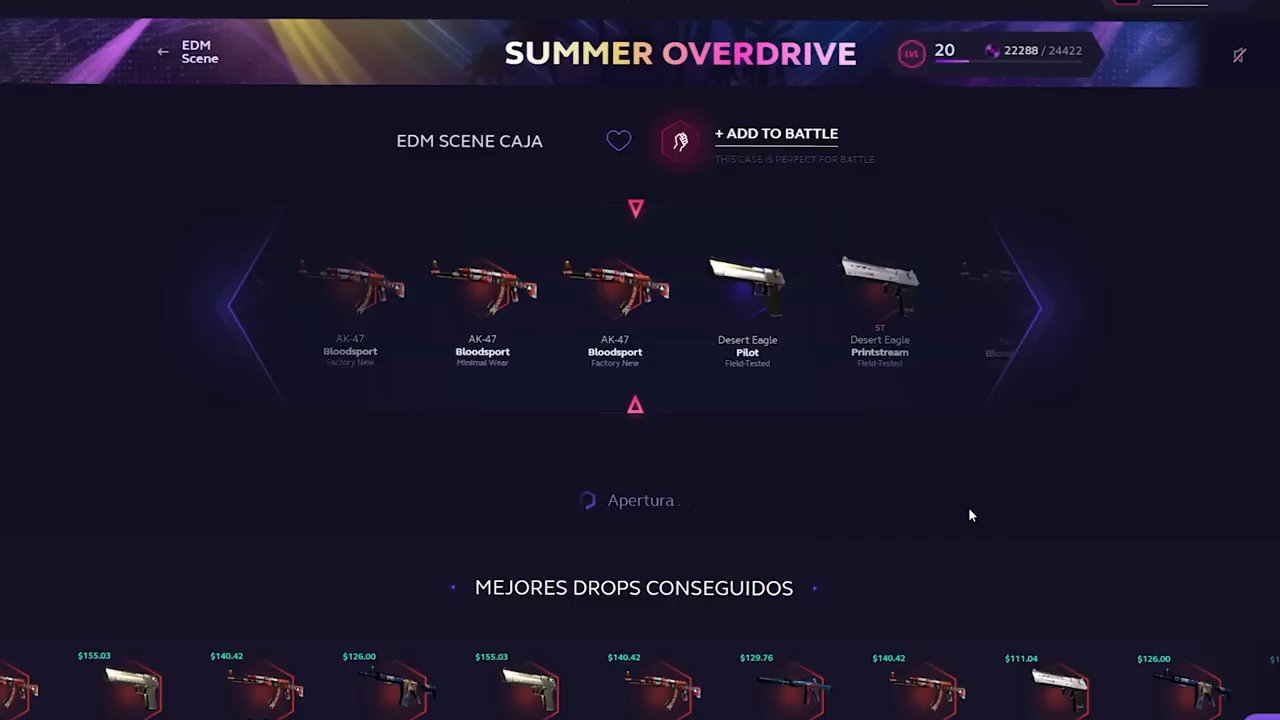 EDM
Scene
SUMMER OVERDRIVE
LVL
20
22288 / 24422
EDM SCENE CAJA
+ ADD TO BATTLE
THIS CASE IS PERFECT FOR BATTLE
AK-47
Bloodsport
Factory New
AK-47
Bloodsport
Minimal Wear
AK-47
Bloodsport
Factory New
Desert Eagle
Pilot
Field-Tested
ST
Desert Eagle
Printstream
Field-Tested
Apertura . .
MEJORES DROPS CONSEGUIDOS
$155.03
$140.42
$126.00
$155.03
$140.42
$129.76
$140.42
$111.04
$126.00